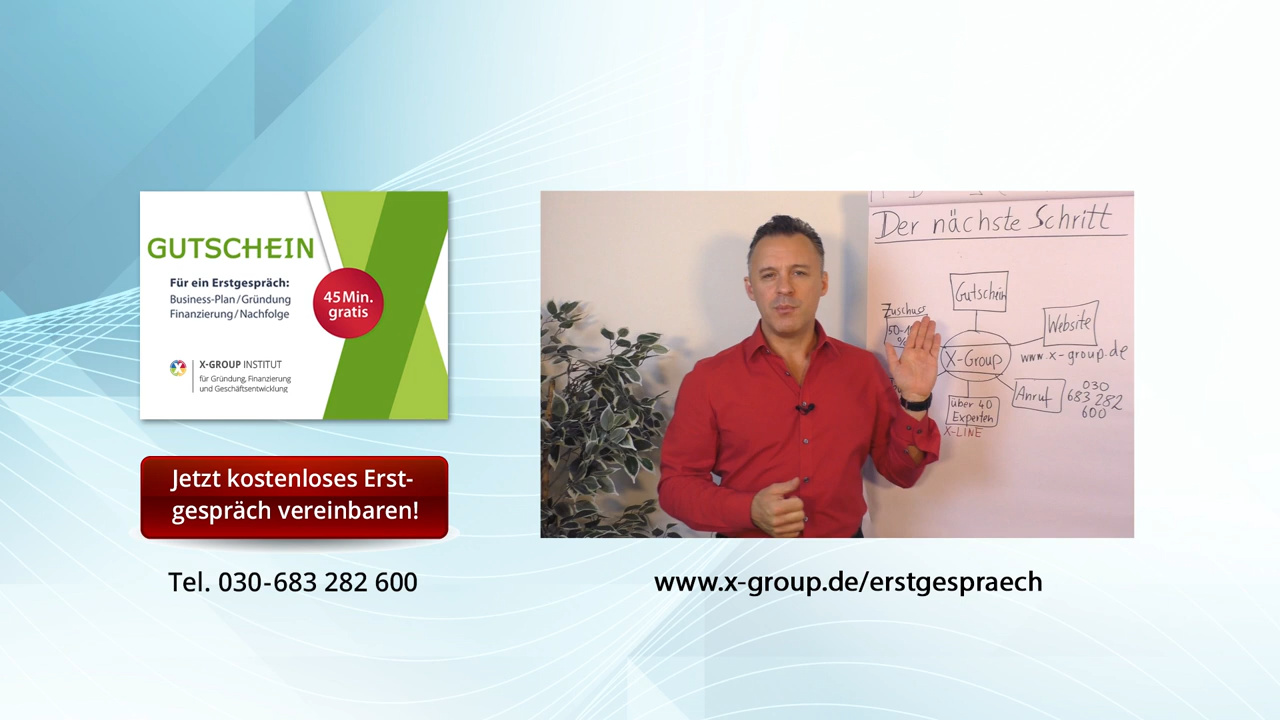 GUTSCHEIN
Für ein Erstgespräch:
Business-Plan/Gründung
Finanzierung/Nachfolge
45 Min.
gratis
X-GROUP INSTITUT
für Gründung, Finanzierung
und Geschäftsentwicklung
Jetzt kostenloses Erst-
gespräch vereinbaren!
Tel. 030-683 282 600
Der nächste Schritt
Gutschein
Zuschuss
50-
%
Website
www.x-group.de
X-Group
Anruf
030
683 282
600
über 40
Experten
X-LINE
www.x-group.de/erstgespraech